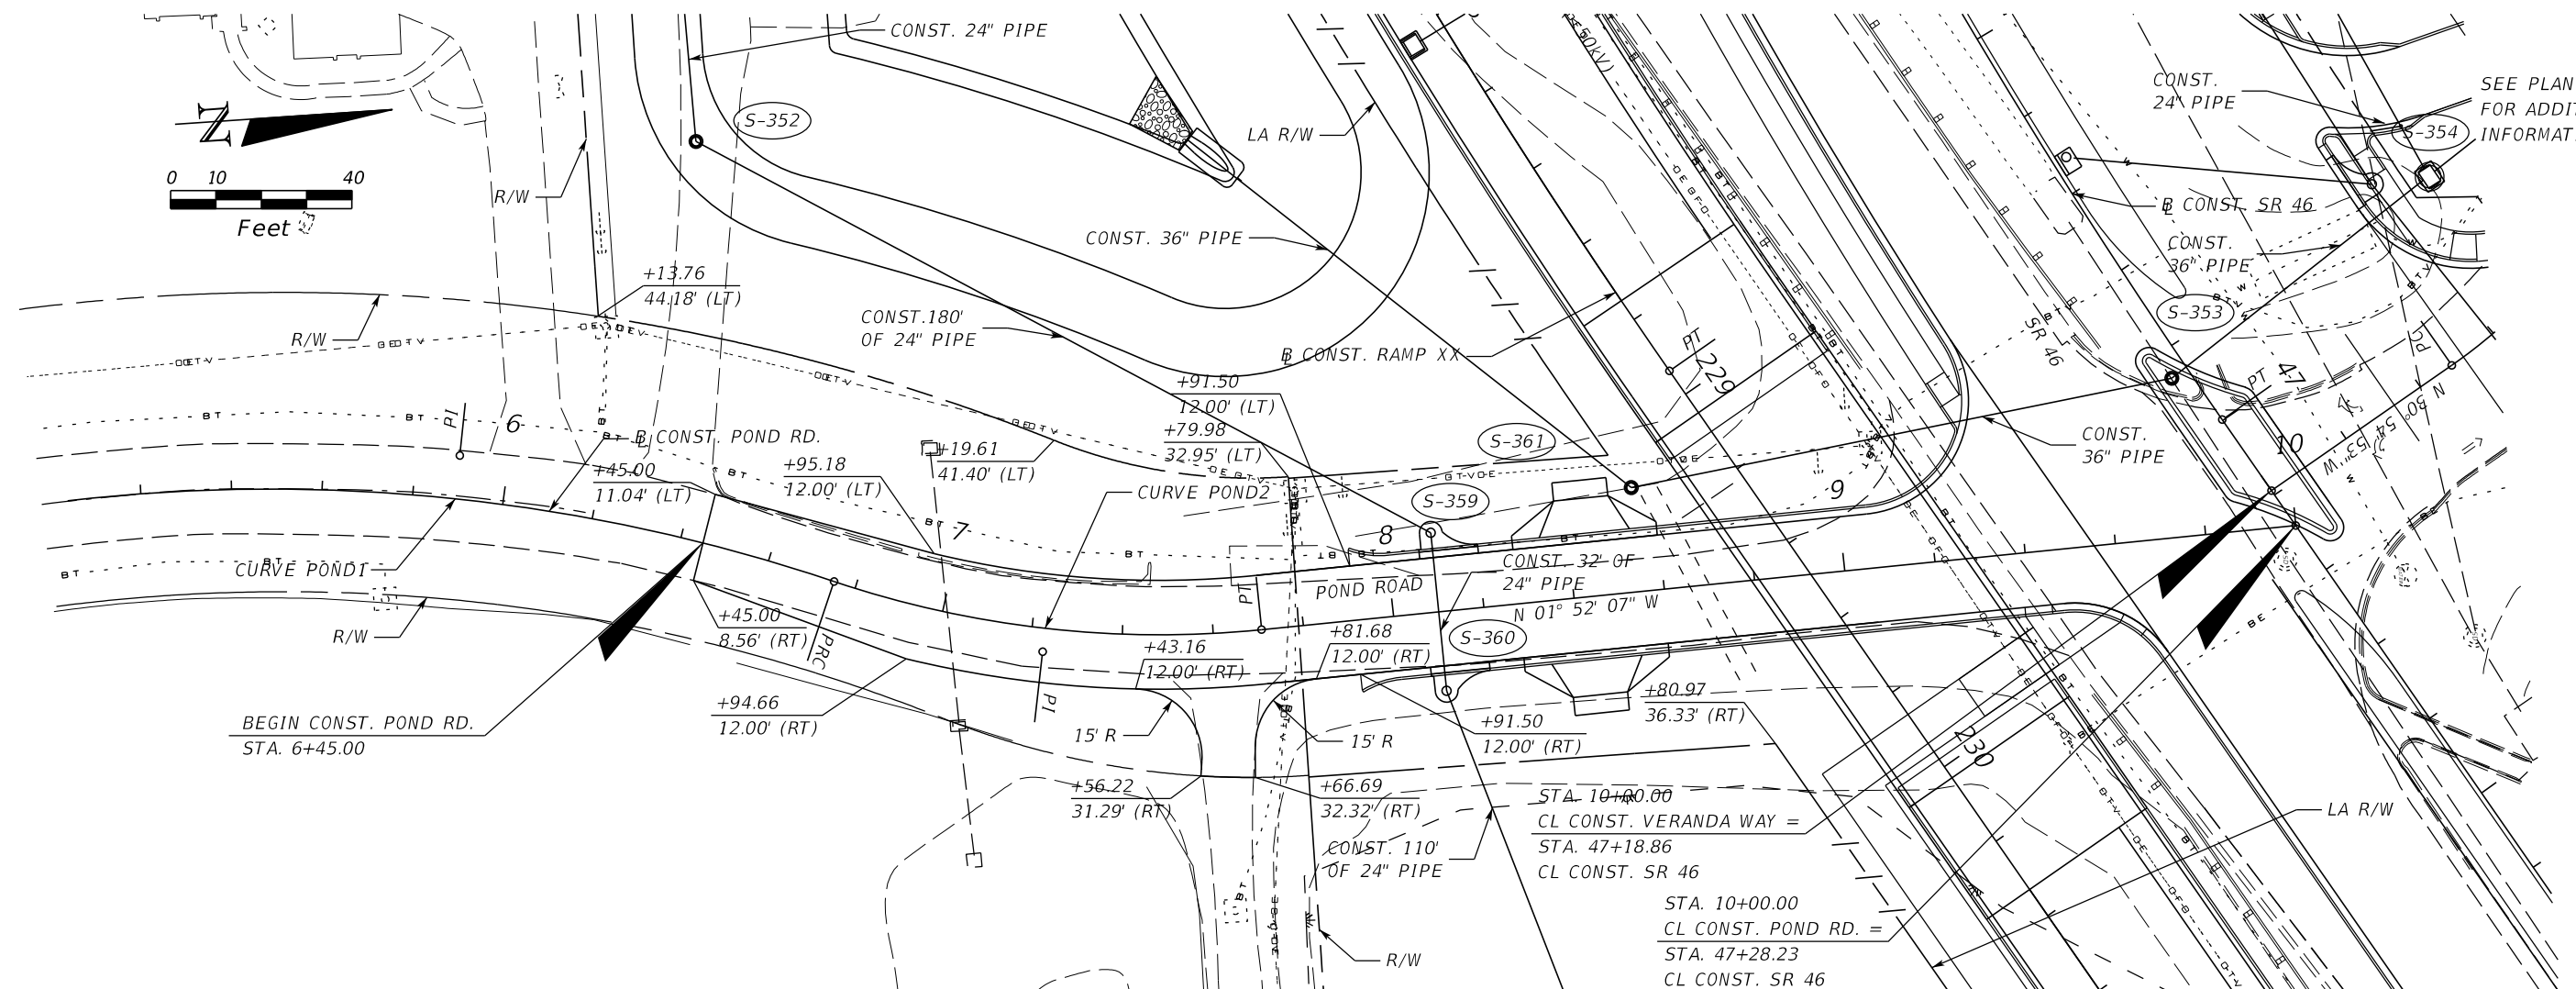 CONST. 24" PIPE
S-352
N
0 10 40
Feet
R/W
LA R/W
50kV)
CONST.
24" PIPE
SEE PLAN
FOR ADDI
INFORMAT
S-354
℄ CONST. SR 46
CONST.
36" PIPE
S-353
CONST. 36" PIPE
+13.76
44.18' (LT)
R/W
CONST.180'
OF 24" PIPE
℄ CONST. RAMP XX
PT
229
SR 46
PC
47
PT
N 50° 54' 53" W
10
+91.50
12.00' (LT)
+79.98
32.95' (LT)
S-361
CONST.
36" PIPE
PI
6
℄ CONST. POND RD.
+45.00
11.04' (LT)
+95.18
12.00' (LT)
+19.61
41.40' (LT)
CURVE POND2
S-359
9
7
8
CURVE POND1
CONST. 32' OF
24" PIPE
POND ROAD
N 01° 52' 07" W
PT
R/W
+45.00
8.56' (RT)
PRC
+43.16
12.00' (RT)
+81.68
12.00' (RT)
S-360
PI
+94.66
12.00' (RT)
BEGIN CONST. POND RD.
STA. 6+45.00
15' R
15' R
+91.50
12.00' (RT)
+80.97
36.33' (RT)
230
+56.22
31.29' (RT)
+66.69
32.32' (RT)
STA. 10+00.00
CL CONST. VERANDA WAY =
STA. 47+18.86
CL CONST. SR 46
LA R/W
CONST. 110'
OF 24" PIPE
STA. 10+00.00
CL CONST. POND RD. =
STA. 47+28.23
CL CONST. SR 46
R/W